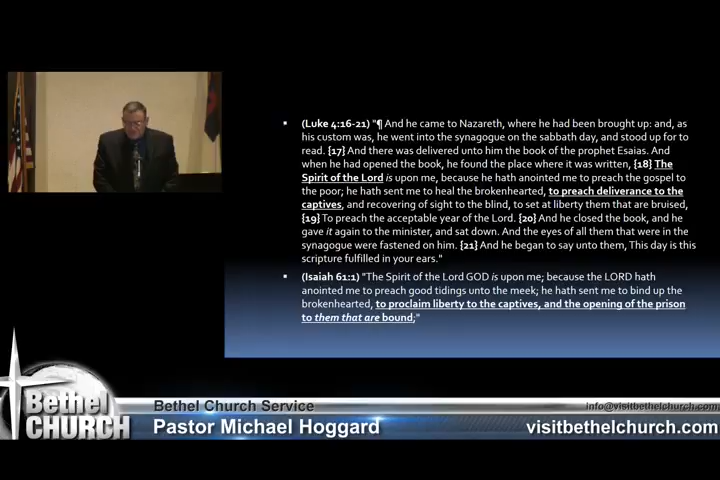 ▪ (Luke 4:16-21) "¶ And he came to Nazareth, where he had been brought up: and, as
his custom was, he went into the synagogue on the sabbath day, and stood up for to
read. {17} And there was delivered unto him the book of the prophet Esaias. And
when he had opened the book, he found the place where it was written, {18} The
Spirit of the Lord is upon me, because he hath anointed me to preach the gospel to
the poor; he hath sent me to heal the brokenhearted, to preach deliverance to the
captives, and recovering of sight to the blind, to set at liberty them that are bruised,
{19} To preach the acceptable year of the Lord. {20} And he closed the book, and he
gave it again to the minister, and sat down. And the eyes of all them that were in the
synagogue were fastened on him. {21} And he began to say unto them, This day is this
scripture fulfilled in your ears."
▪ (Isaiah 61:1) "The Spirit of the Lord GOD is upon me; because the LORD hath
anointed me to preach good tidings unto the meek; he hath sent me to bind up the
brokenhearted, to proclaim liberty to the captives, and the opening of the prison
to them that are bound;"
Bethel
CHURCH
Bethel Church Service
info@visitbethelchurch.com
Pastor Michael Hoggard
visitbethelchurch.com